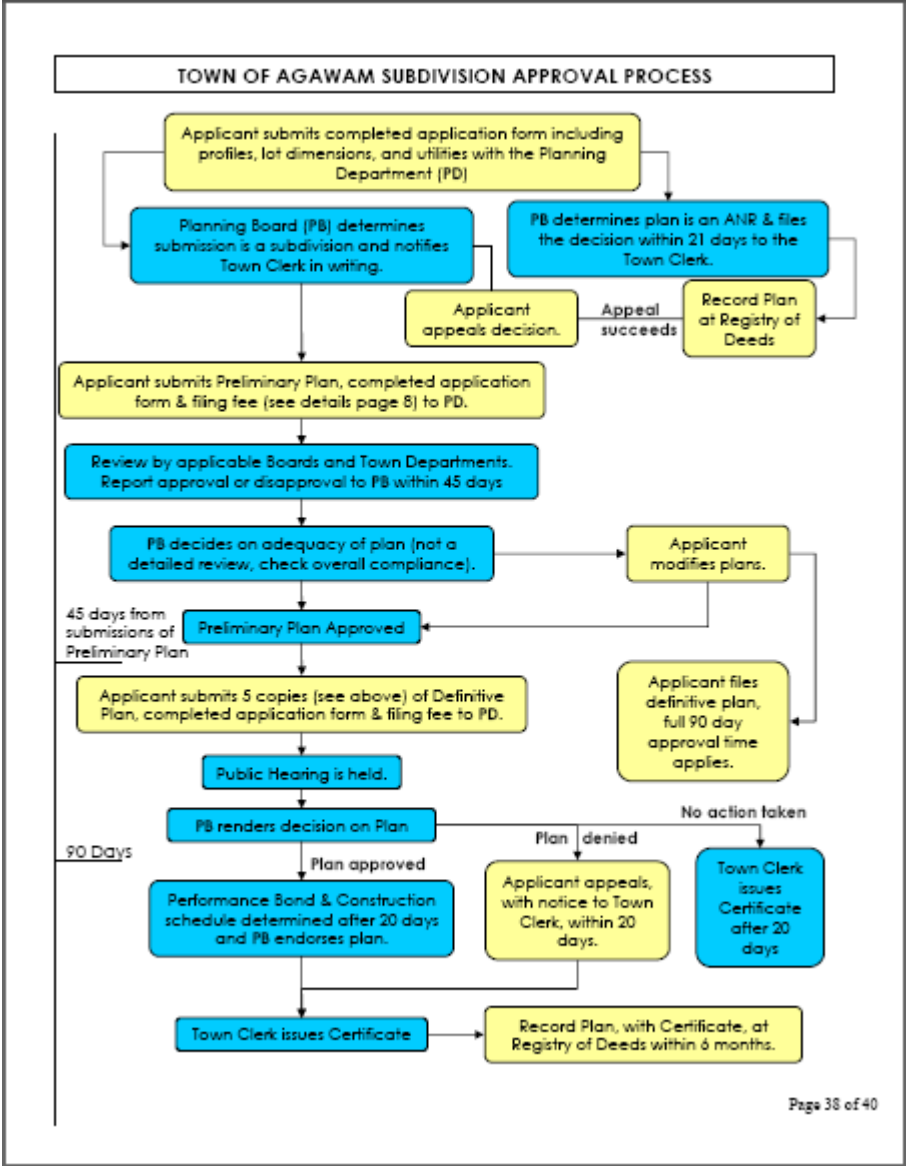 TOWN OF AGAWAM SUBDIVISION APPROVAL PROCESS
Applicant submits completed application form including
profiles, lot dimensions, and utilities with the Planning
Department (PD)
Planning Board (PB) determines
submission is a subdivision and notifies
Town Clerk in writing.
PB determines plan is an ANR & files
the decision within 21 days to the
Town Clerk.
Applicant
appeals decision.
Appeal
succeeds
Record Plan
at Registry of
Deeds
Applicant submits Preliminary Plan, completed application
form & filing fee (see details page 8) to PD.
Review by applicable Boards and Town Departments.
Report approval or disapproval to PB within 45 days
PB decides on adequacy of plan (not a
detailed review, check overall compliance).
Applicant
modifies plans.
45 days from
submissions of
Preliminary Plan
Preliminary Plan Approved
Applicant submits 5 copies (see above) of Definitive
Plan, completed application form & filing fee to PD.
Applicant files
definitive plan,
full 90 day
approval time
applies.
Public Hearing is held.
PB renders decision on Plan
No action taken
Plan denied
90 Days
Plan approved
Performance Bond & Construction
schedule determined after 20 days
and PB endorses plan.
Applicant appeals,
with notice to Town
Clerk, within 20
days.
Town Clerk
issues
Certificate
after 20
days
Town Clerk issues Certificate
Record Plan, with Certificate, at
Registry of Deeds within 6 months.
Page 38 of 40